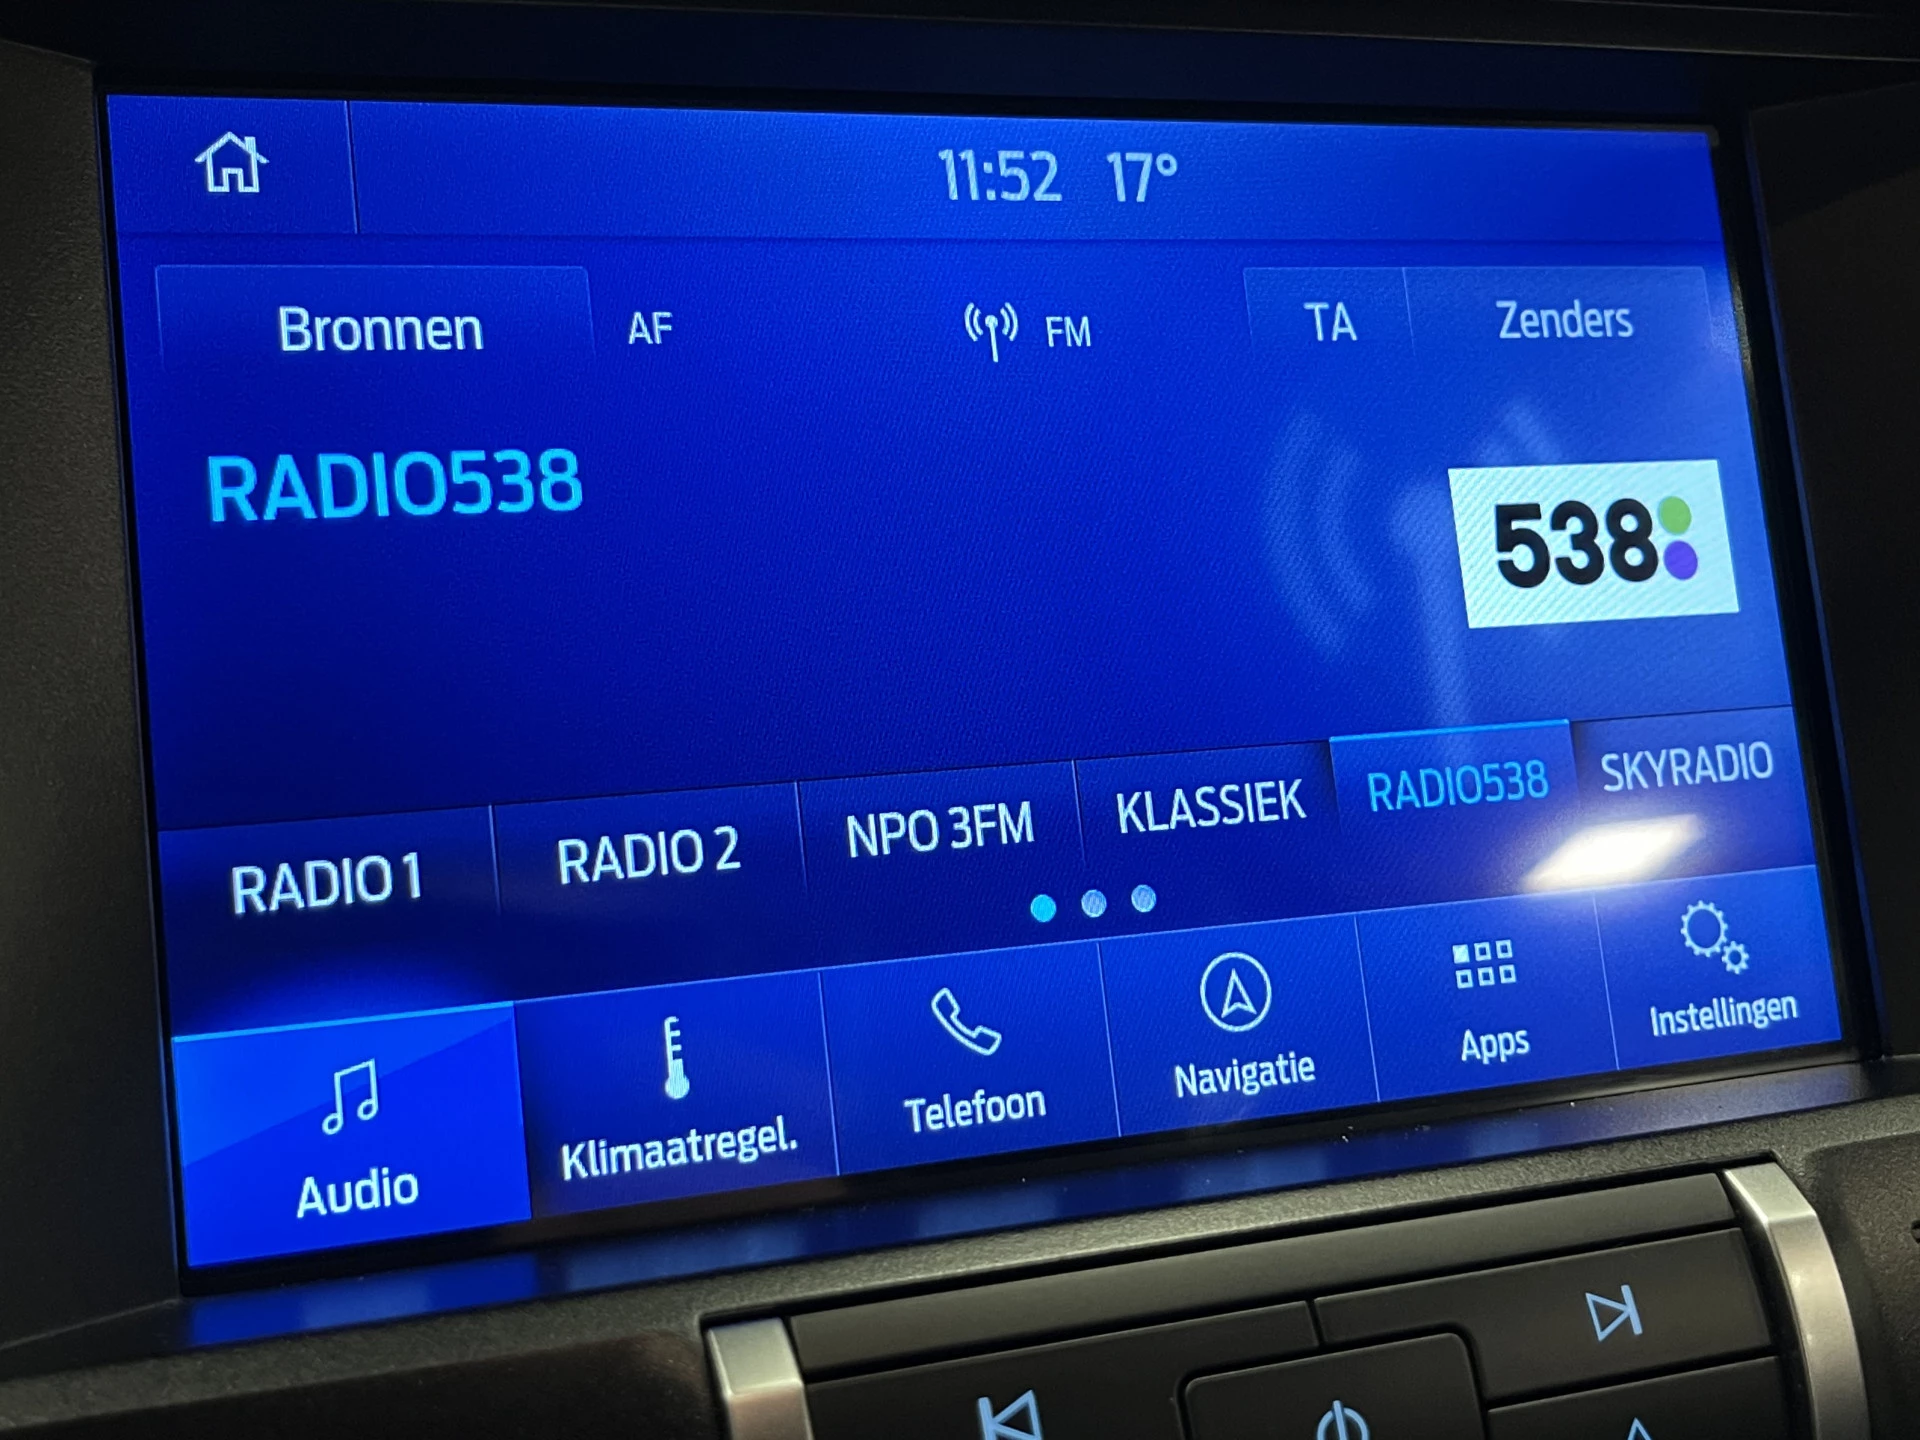 11:52 17°
Bronnen AF FM TA Zenders
RADIO538
538
RADIO 1 RADIO 2 NPO 3FM KLASSIEK RADIO538 SKYRADIO
Audio Klimaatregel. Telefoon Navigatie Apps Instellingen